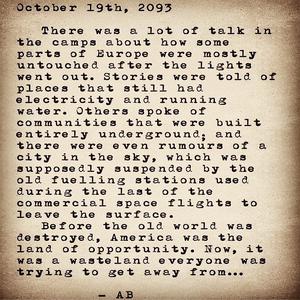 October 19th, 2093
There was a lot of talk in
the camps about how some
parts of Europe were mostly
untouched after the lights
went out. Stories were told of
places that still had
electricity and running
water. Others spoke of
communities that were built
entirely underground; and
there were even rumours of a
city in the sky, which was
supposedly suspended by the
old fuelling stations used
during the last of the
commercial space flights to
leave the surface.
Before the old world was
destroyed, America was the
land of opportunity. Now, it
was a wasteland everyone was
trying to get away from...
- AB